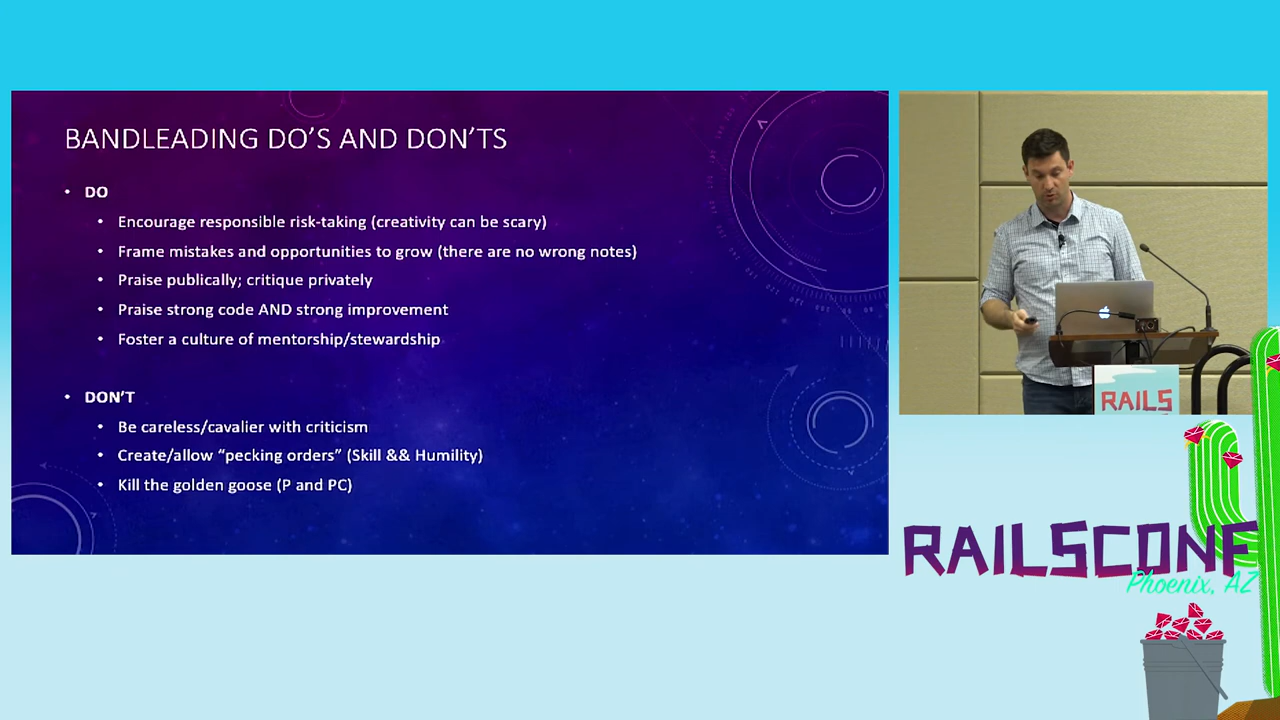 BANDLEADING DO'S AND DON'TS
• DO
• Encourage responsible risk-taking (creativity can be scary)
• Frame mistakes and opportunities to grow (there are no wrong notes)
• Praise publically; critique privately
• Praise strong code AND strong improvement
• Foster a culture of mentorship/stewardship
• DON'T
• Be careless/cavalier with criticism
• Create/allow “pecking orders” (Skill && Humility)
• Kill the golden goose (P and PC)
RAILS
RAILSCONF
Phoenix, AZ